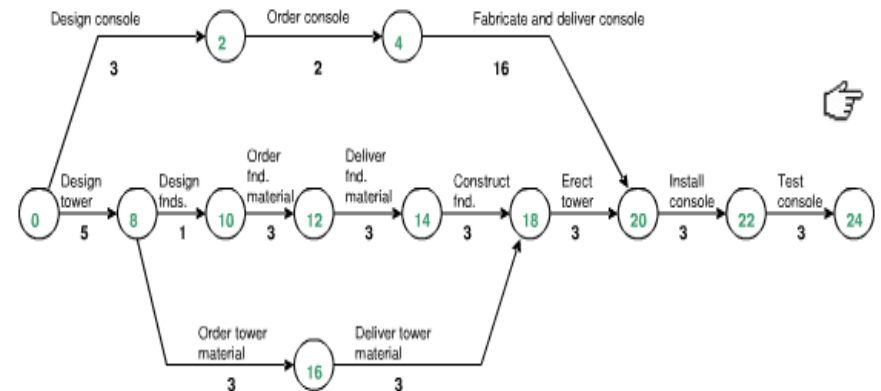 Design console
Order console
Fabricate and deliver console
2
4
3
2
16
Design
tower
Design
fnds.
Order
fnd.
material
Deliver
fnd.
material
Construct
fnd.
Erect
tower
Install
console
Test
console
0
8
10
12
14
18
20
22
24
5
1
3
3
3
3
3
3
Order tower
material
Deliver tower
material
16
3
3